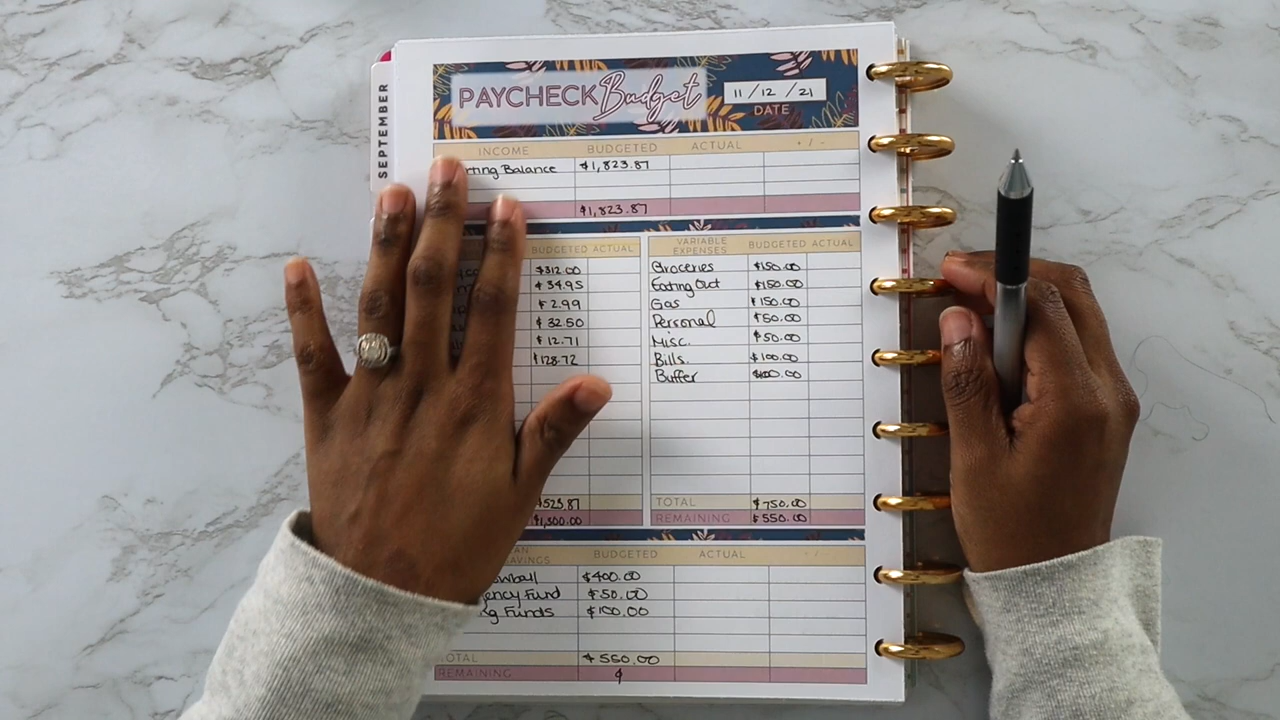 SEPTEMBER
PAYCHECK Budget
11/12/21
DATE
INCOME BUDGETED ACTUAL +/-
rting Balance $1,823.87
$1,823.87
BUDGETED ACTUAL
$312.00
$34.95
$2.99
$32.50
$12.71
$128.72
$523.87
$1,300.00
VARIABLE EXPENSES BUDGETED ACTUAL
Groceries $150.00
Eating Out $150.00
Gas $150.00
Personal $50.00
Misc. $50.00
Bills. $100.00
Buffer $100.00
TOTAL $750.00
REMAINING $550.00
AVINGS BUDGETED ACTUAL +/-
owball $400.00
ency Fund $50.00
g Funds $100.00
OTAL $550.00
REMAINING